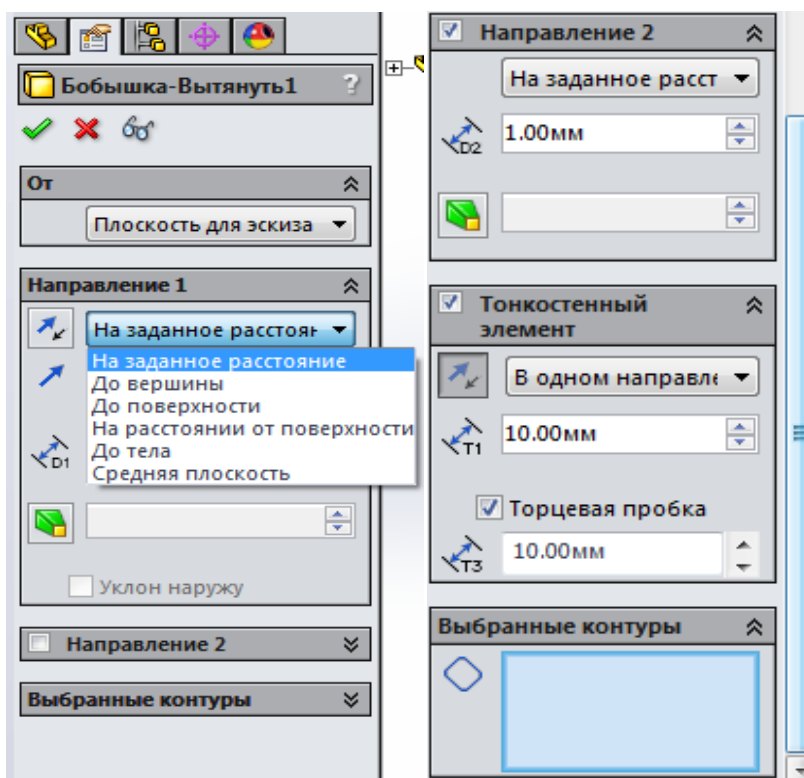 Бобышка-Вытянуть1
?
От
Плоскость для эскиза
Направление 1
На заданное расстоян
На заданное расстояние
До вершины
До поверхности
На расстоянии от поверхности
До тела
Средняя плоскость
D1
Уклон наружу
Направление 2
Выбранные контуры
Направление 2
На заданное расст
D2
1.00мм
Тонкостенный
элемент
В одном направле
T1
10.00мм
Торцевая пробка
T3
10.00мм
Выбранные контуры